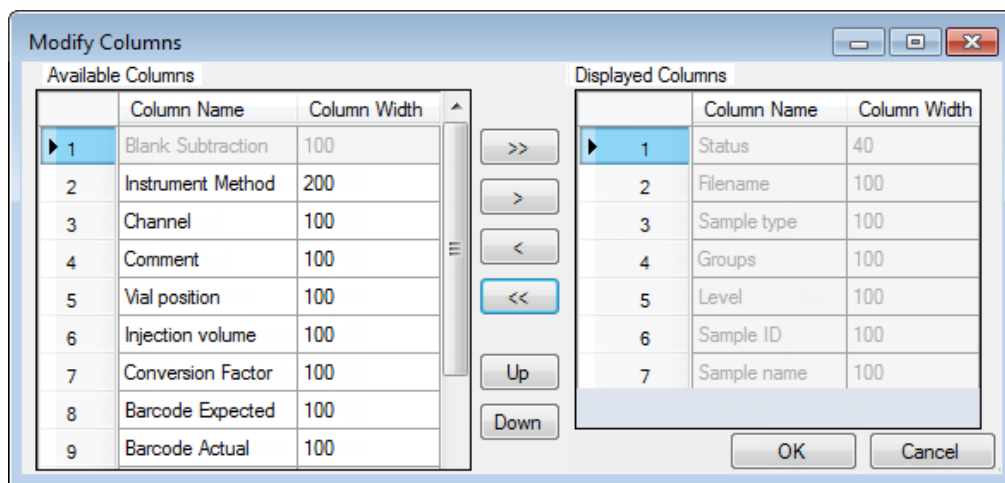 Modify Columns
Available Columns
Column Name Column Width
1 Blank Subtraction 100
2 Instrument Method 200
3 Channel 100
4 Comment 100
5 Vial position 100
6 Injection volume 100
7 Conversion Factor 100
8 Barcode Expected 100
9 Barcode Actual 100
>>
>
<
<<
Up
Down
Displayed Columns
Column Name Column Width
1 Status 40
2 Filename 100
3 Sample type 100
4 Groups 100
5 Level 100
6 Sample ID 100
7 Sample name 100
OK Cancel